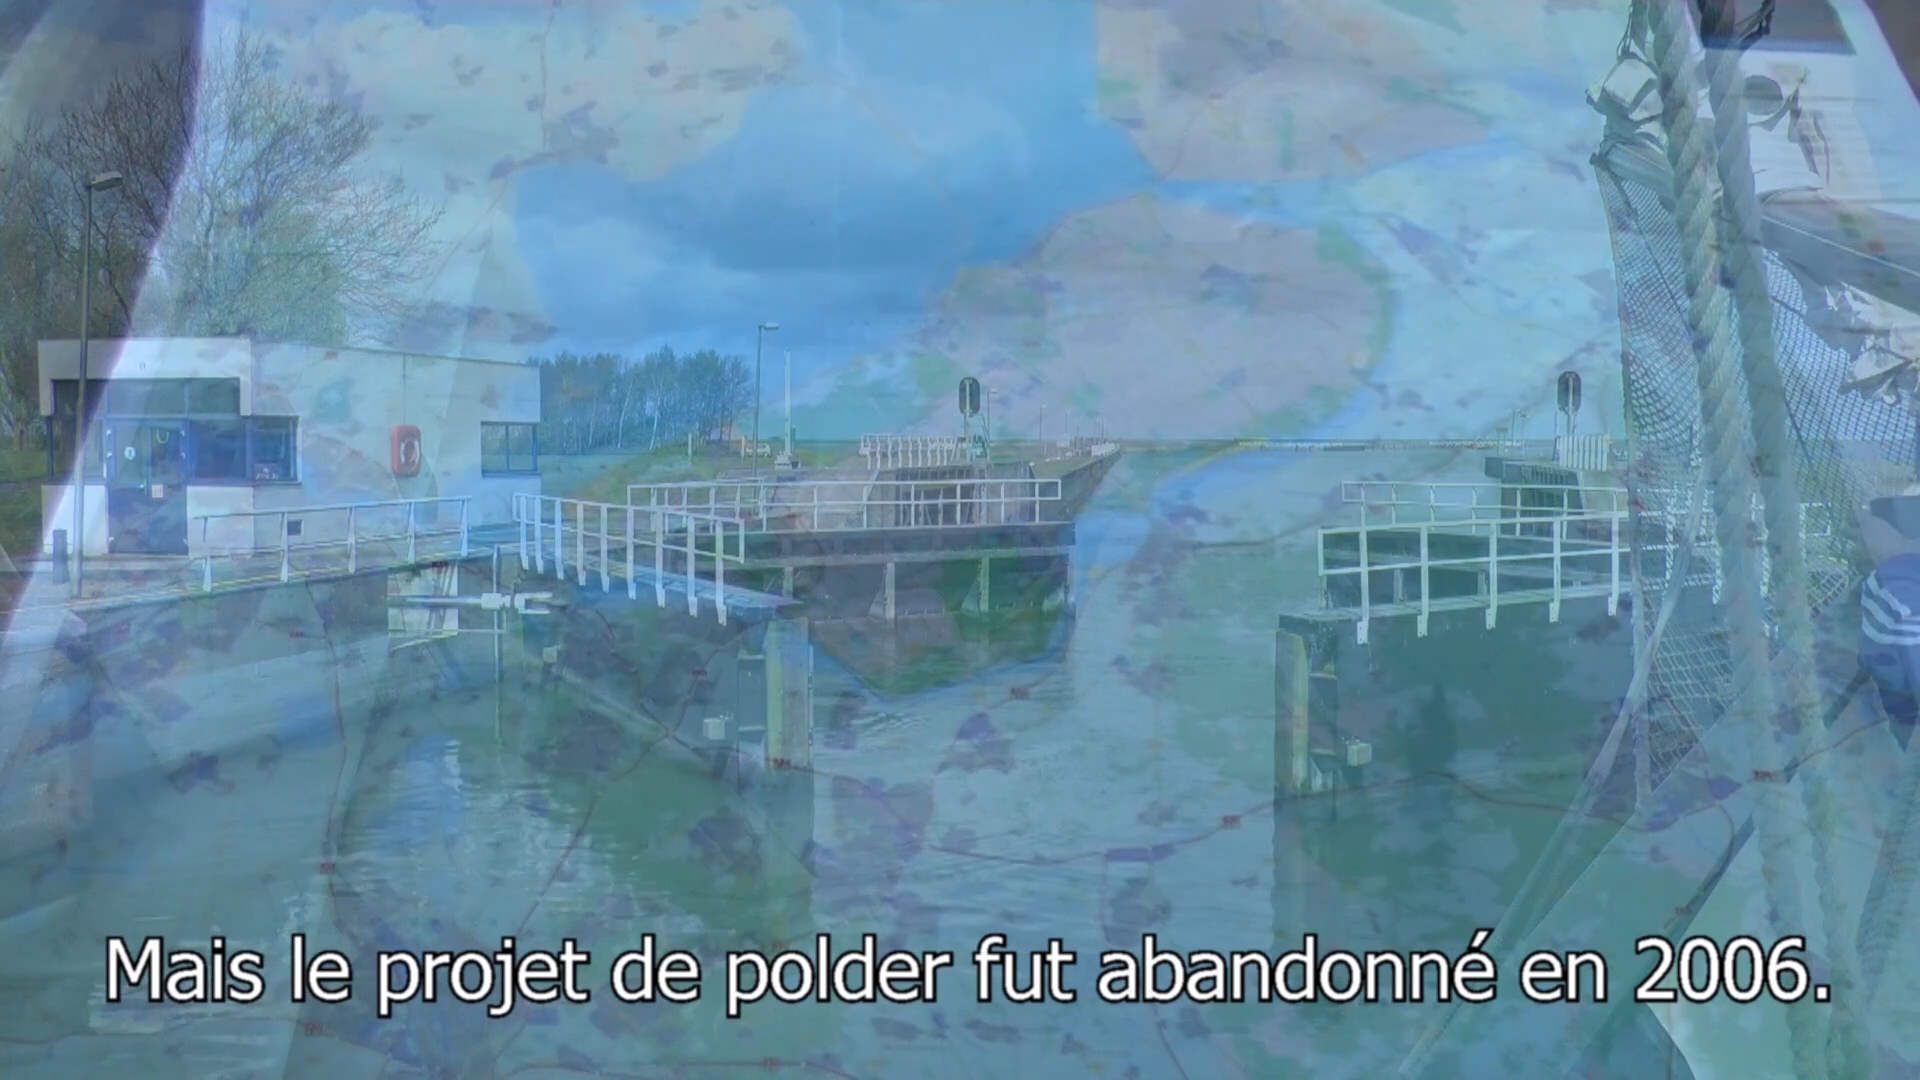 Mais le projet de polder fut abandonné en 2006.